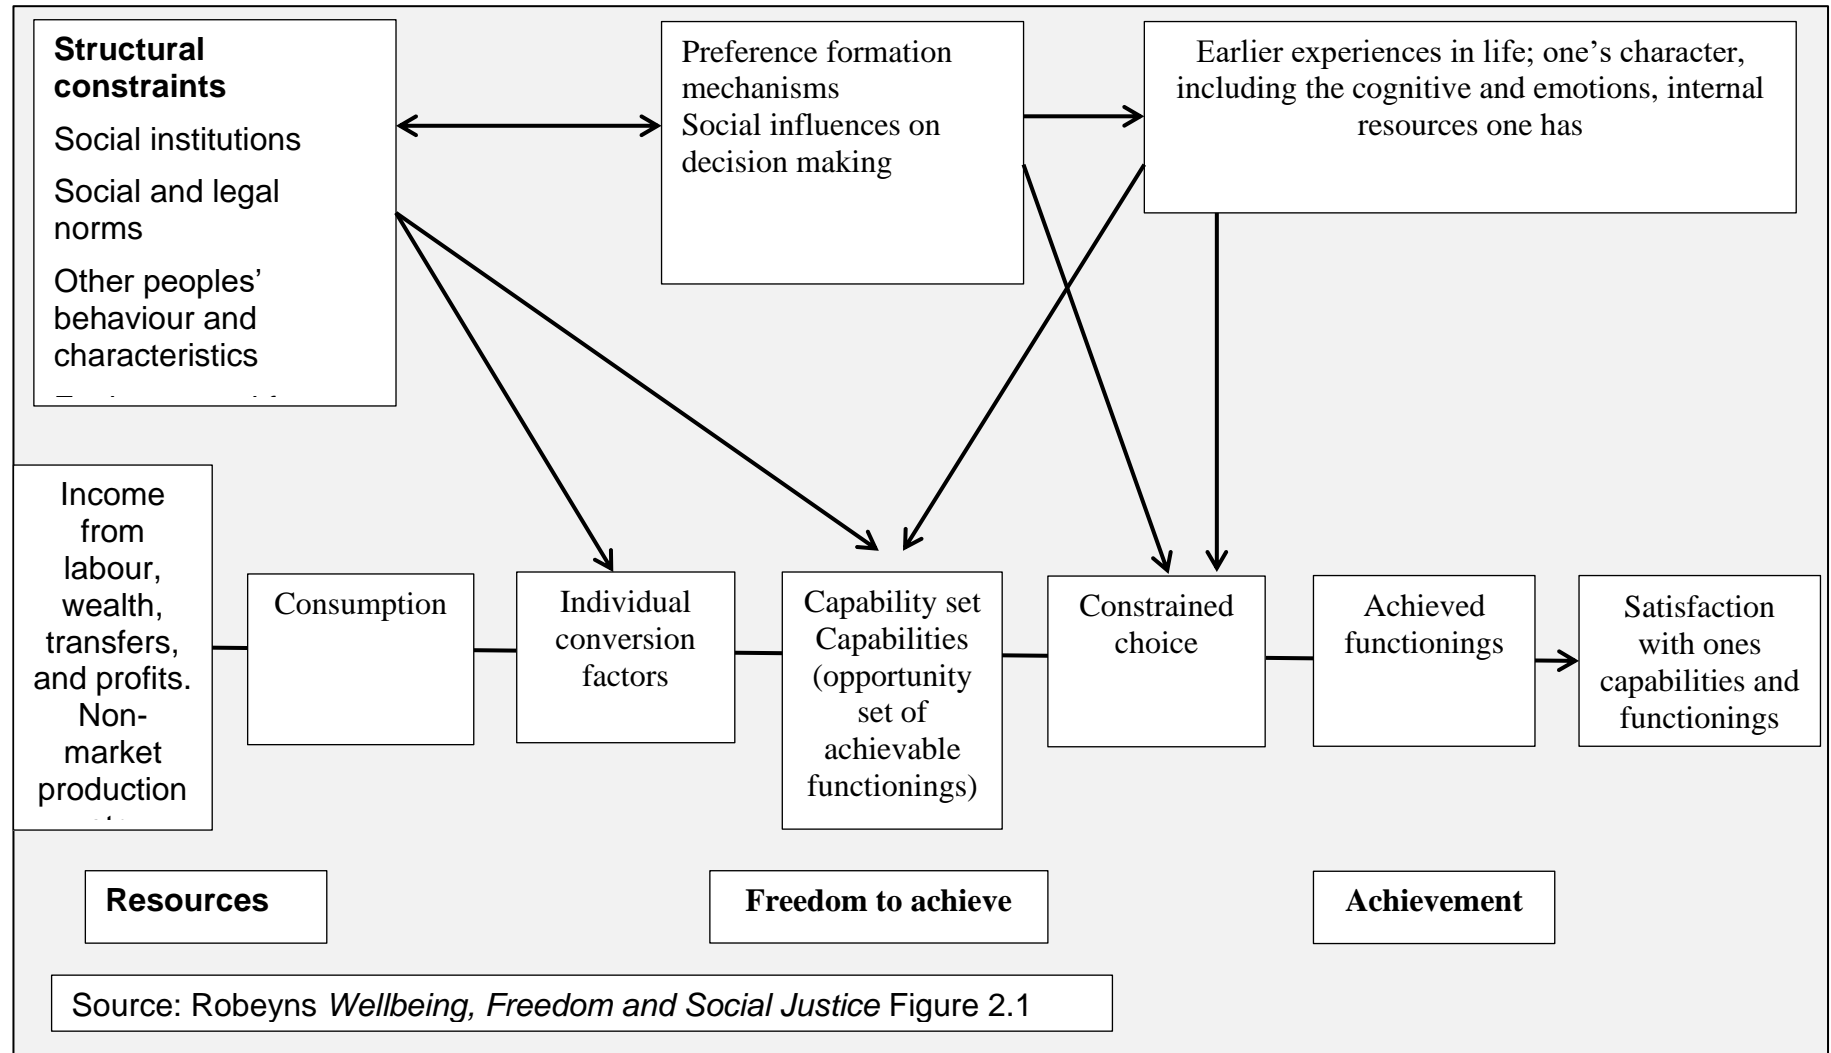 Structural
constraints
Social institutions
Social and legal
norms
Other peoples’
behaviour and
characteristics
Preference formation
mechanisms
Social influences on
decision making
Earlier experiences in life; one’s character,
including the cognitive and emotions, internal
resources one has
Income
from
labour,
wealth,
transfers,
and profits.
Non-
market
production
Consumption
Individual
conversion
factors
Capability set
Capabilities
(opportunity
set of
achievable
functionings)
Constrained
choice
Achieved
functionings
Satisfaction
with ones
capabilities and
functionings
Resources
Freedom to achieve
Achievement
Source: Robeyns Wellbeing, Freedom and Social Justice Figure 2.1